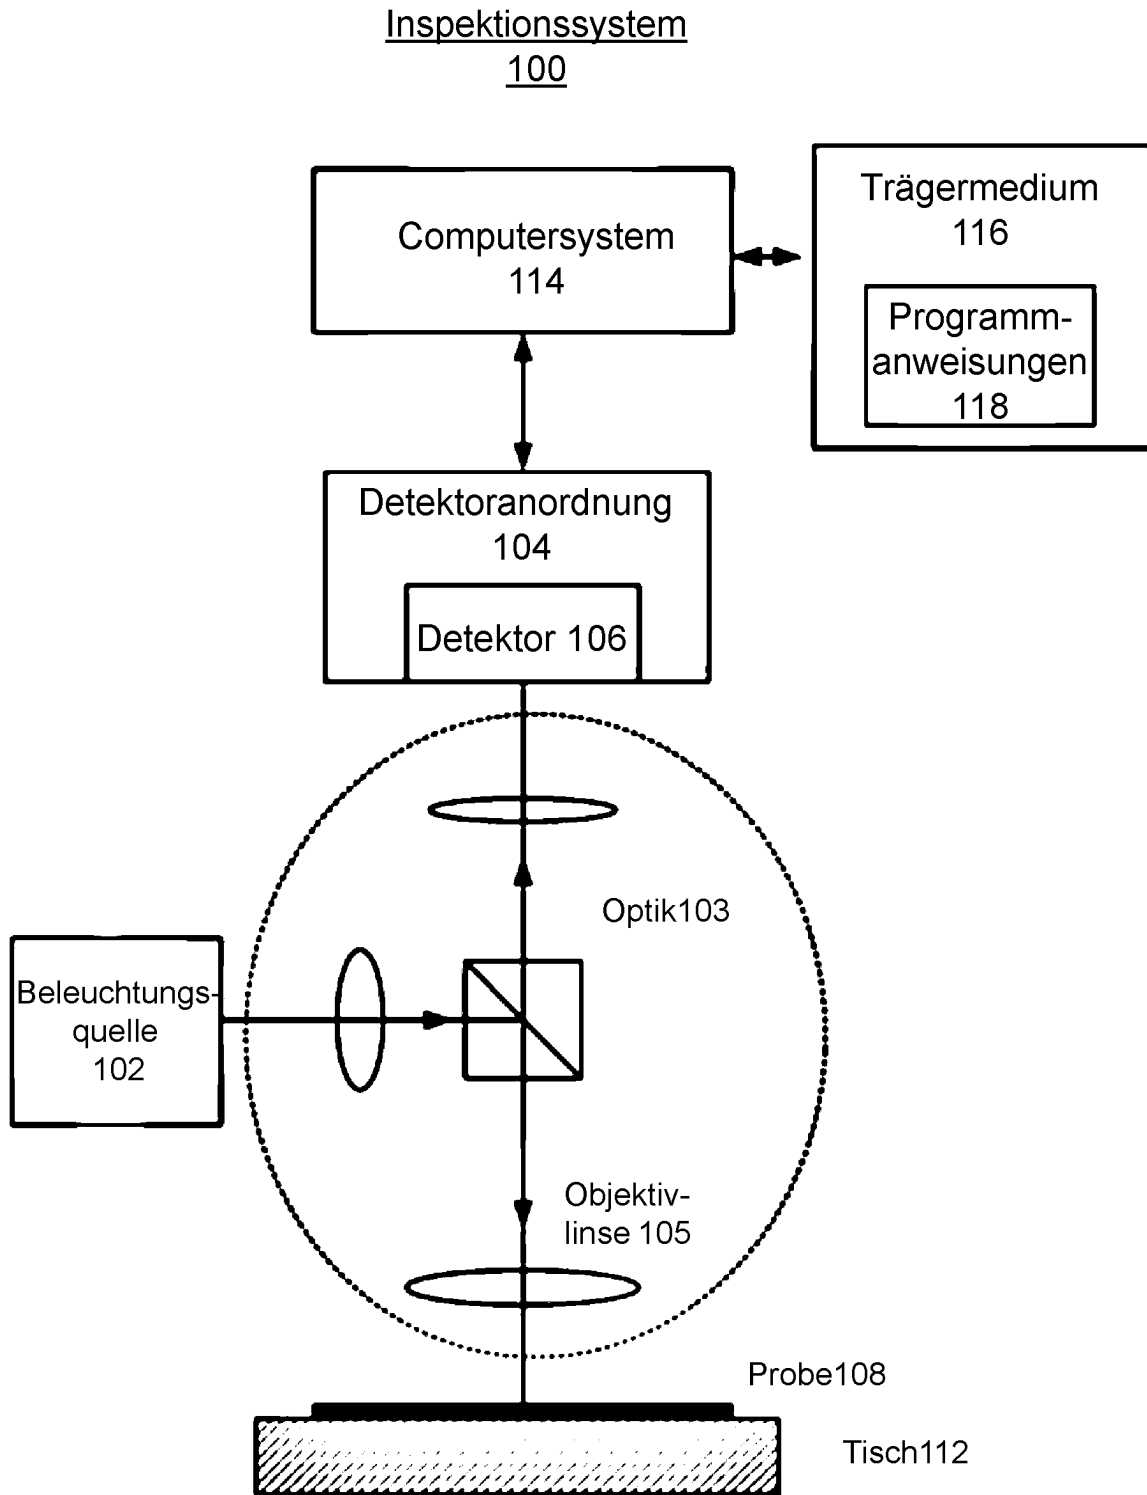 Inspektionssystem
100
Computersystem
114
Trägermedium
116
Programm-
anweisungen
118
Detektoranordnung
104
Detektor 106
Optik103
Beleuchtungs-
quelle
102
Objektiv-
linse 105
Probe108
Tisch112